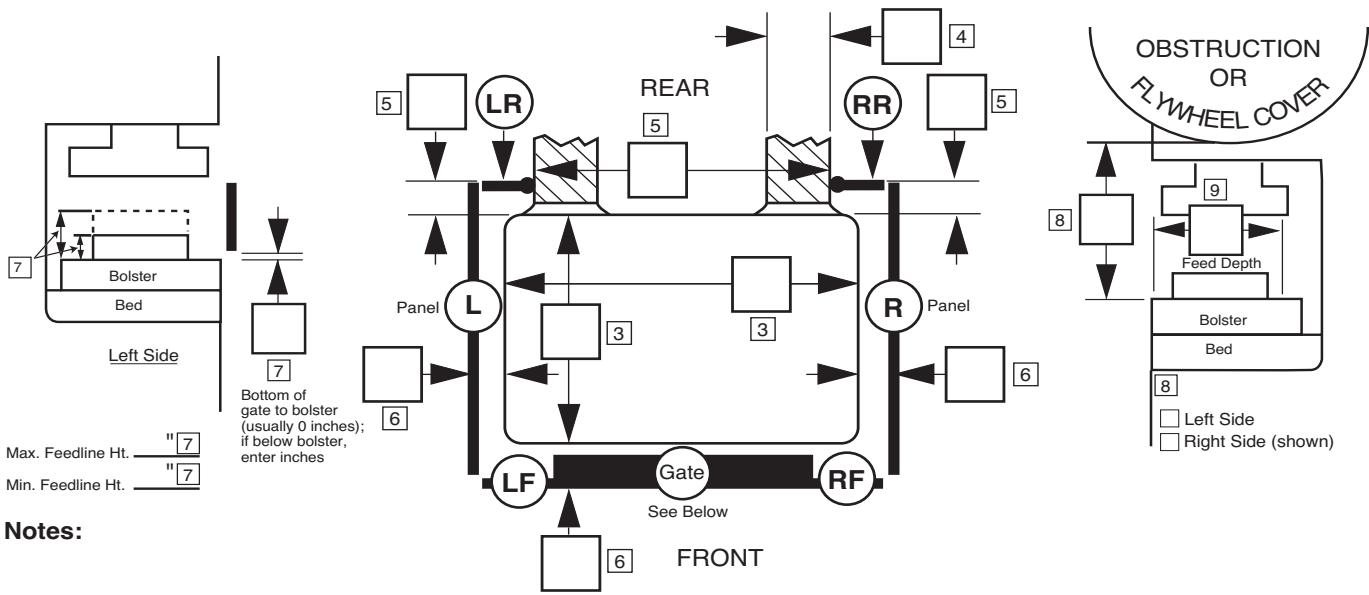 4
OBSTRUCTION
OR
FLYWHEEL COVER
5
LR
REAR
RR
5
5
9
8
Feed Depth
7
Bolster
Bed
Left Side
7
Bottom of
gate to bolster
(usually 0 inches);
if below bolster,
enter inches
Panel
L
3
3
R
Panel
6
6
Bolster
Bed
8
Left Side
Right Side (shown)
Max. Feedline Ht. " 7
Min. Feedline Ht. " 7
LF
Gate
RF
See Below
Notes:
6
FRONT